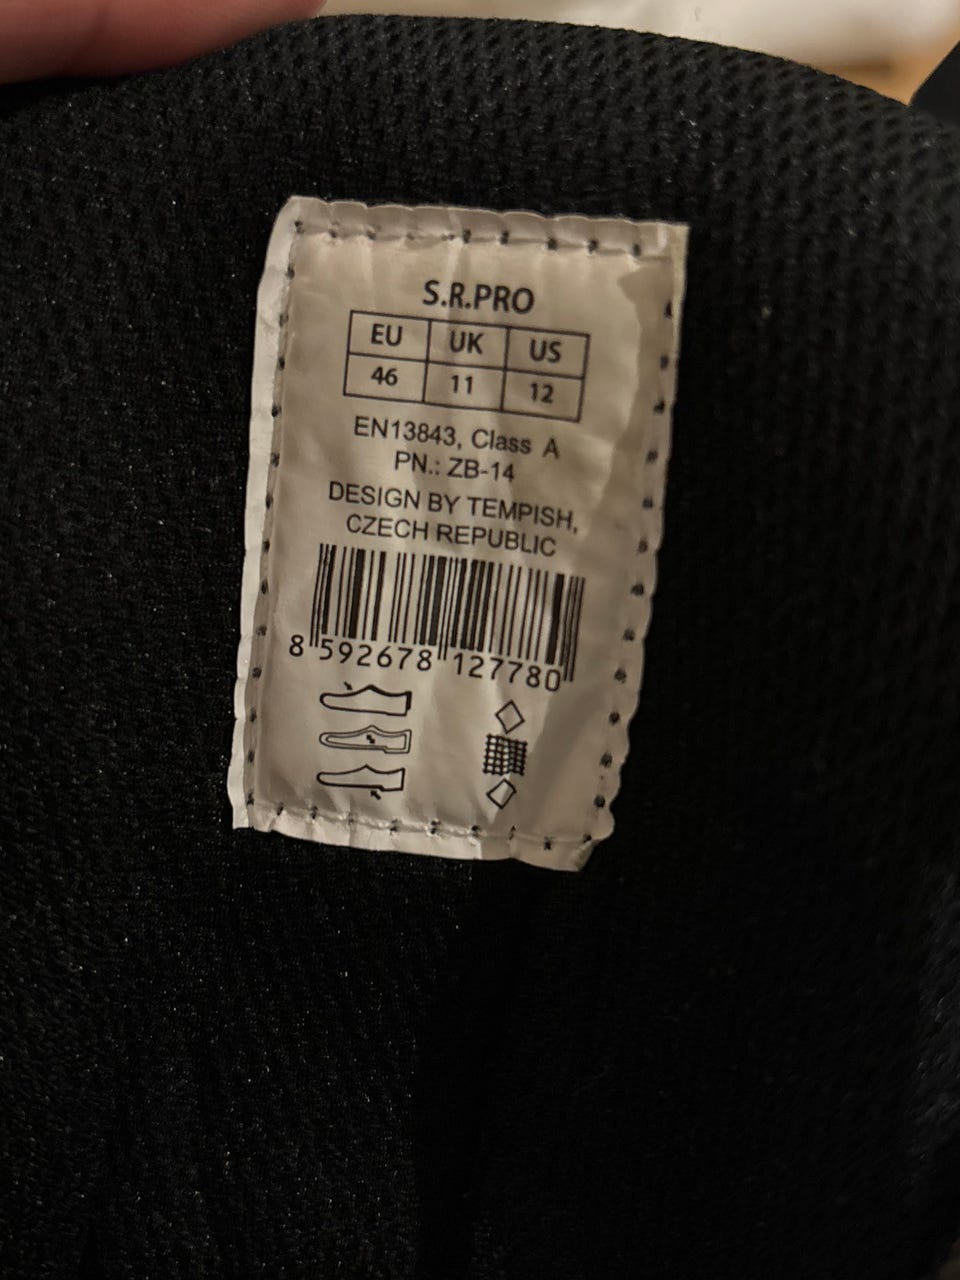 S.R.PRO
EU UK US
46 11 12
EN13843, Class A
PN.: ZB-14
DESIGN BY TEMPISH,
CZECH REPUBLIC
8 592678 127780